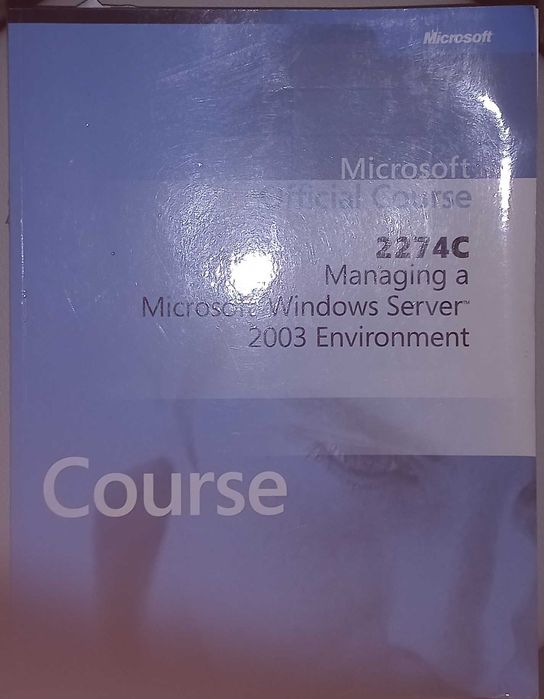 Microsoft
Microsoft
Official Course
2274C
Managing a
Microsoft Windows Server™
2003 Environment
Course